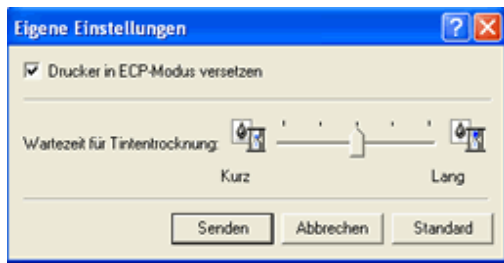 Eigene Einstellungen
Drucker in ECP-Modus versetzen
Wartezeit für Tintentrocknung:
Kurz Lang
Senden Abbrechen Standard